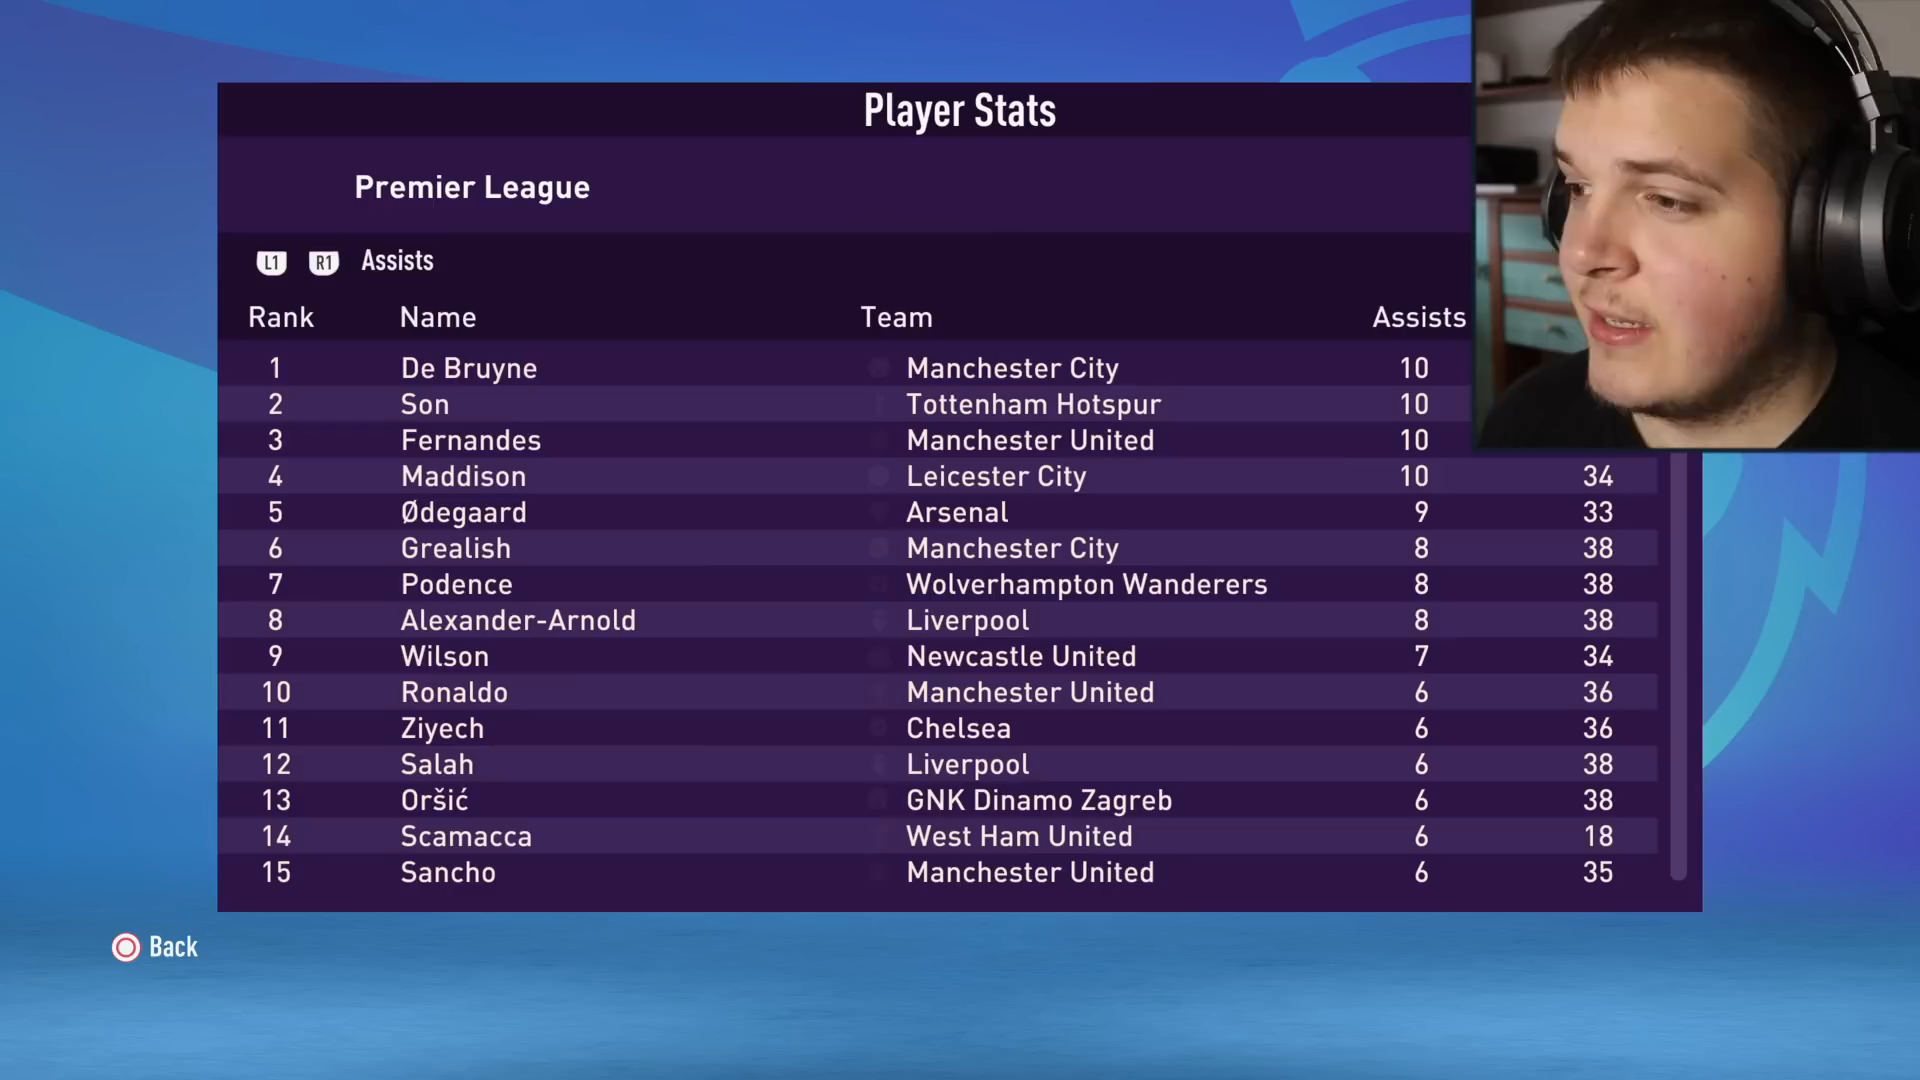 Player Stats
Premier League
L1 R1 Assists
Rank Name Team Assists
1 De Bruyne Manchester City 10
2 Son Tottenham Hotspur 10
3 Fernandes Manchester United 10
4 Maddison Leicester City 10 34
5 Ødegaard Arsenal 9 33
6 Grealish Manchester City 8 38
7 Podence Wolverhampton Wanderers 8 38
8 Alexander-Arnold Liverpool 8 38
9 Wilson Newcastle United 7 34
10 Ronaldo Manchester United 6 36
11 Ziyech Chelsea 6 36
12 Salah Liverpool 6 38
13 Oršić GNK Dinamo Zagreb 6 38
14 Scamacca West Ham United 6 18
15 Sancho Manchester United 6 35
Back